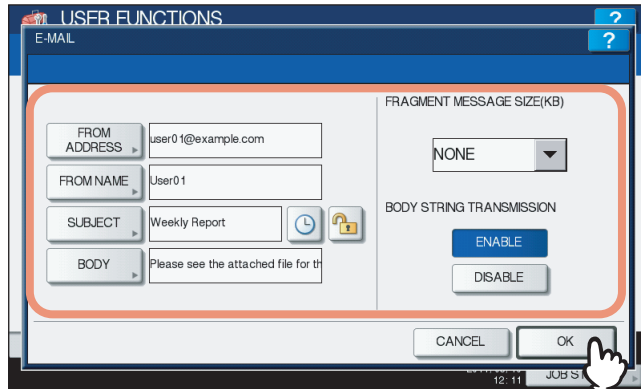 USER FUNCTIONS
?
E-MAIL
?
FROM
ADDRESS
user01@example.com
FROM NAME
User01
SUBJECT
Weekly Report
BODY
Please see the attached file for th
FRAGMENT MESSAGE SIZE(KB)
NONE
BODY STRING TRANSMISSION
ENABLE
DISABLE
CANCEL
OK
12:11
JOB S